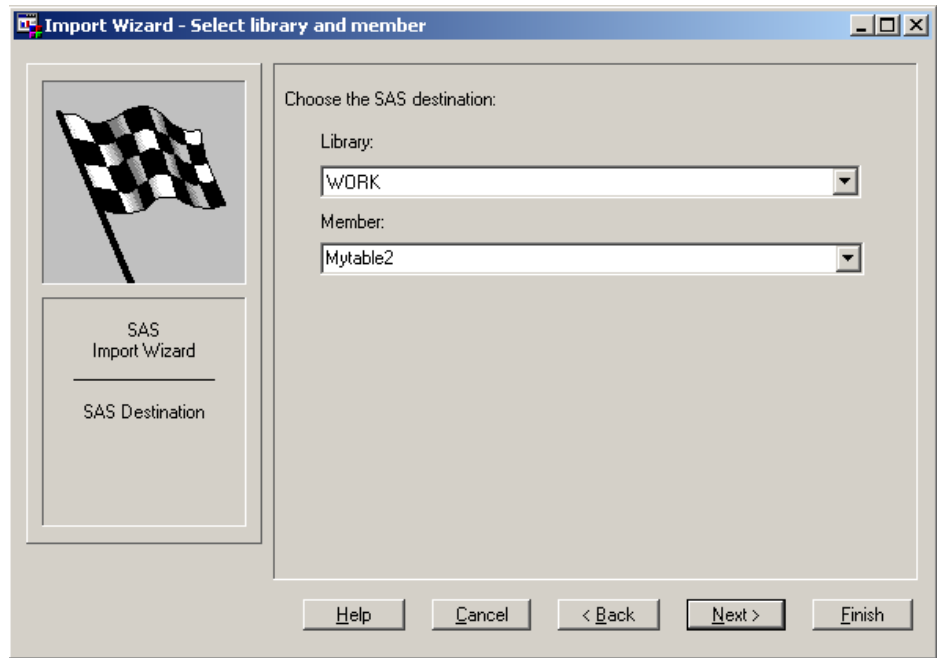 Import Wizard - Select library and member
Choose the SAS destination:
Library:
WORK
Member:
Mytable2
SAS
Import Wizard
SAS Destination
Help
Cancel
< Back
Next >
Finish